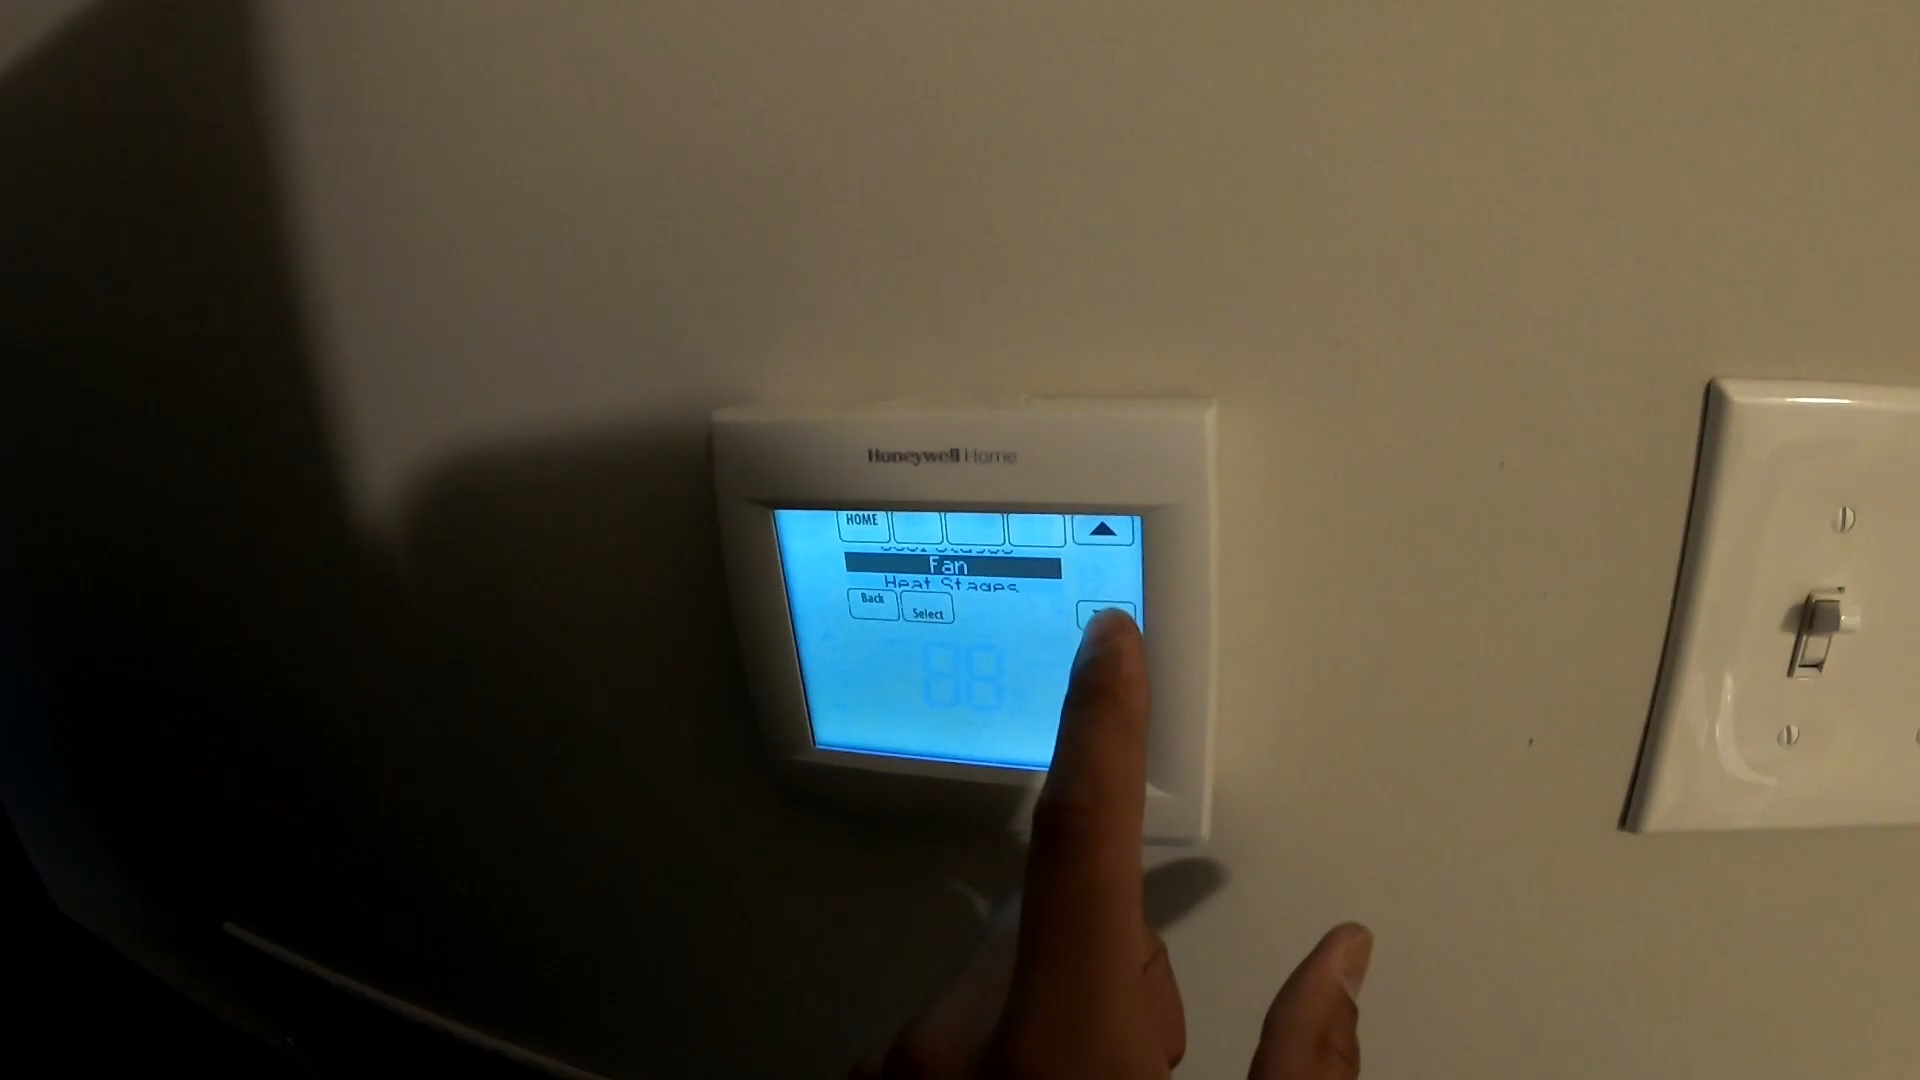 Honeywell Home
HOME
Fan
Heat Stages
Back
Select